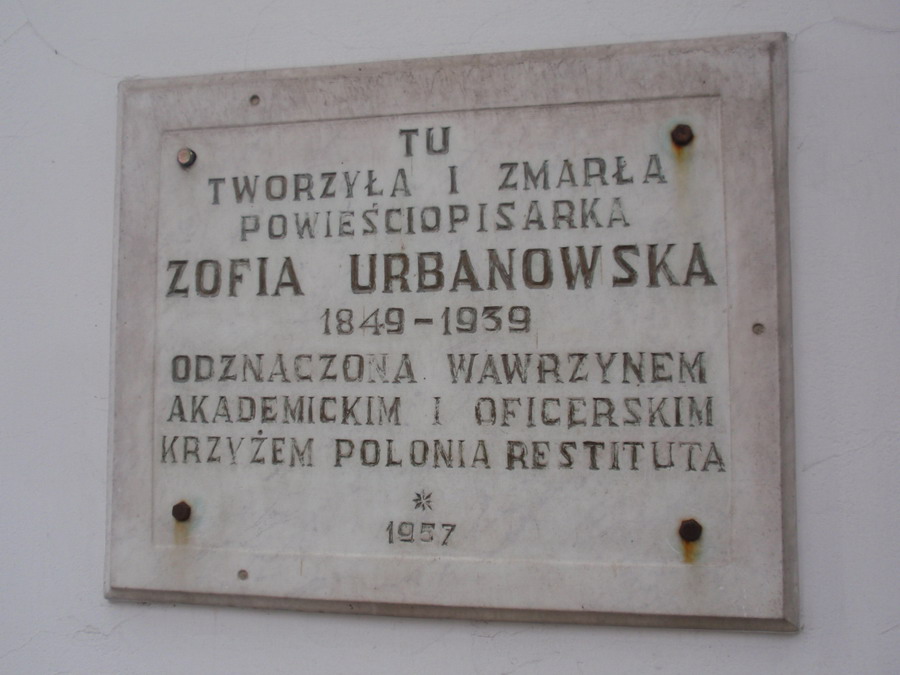 TU
TWORZYŁA I ZMARŁA
POWIEŚCIOPISARKA
ZOFIA URBANOWSKA
1849-1939
ODZNACZONA WAWRZYNEM
AKADEMICKIM I OFICERSKIM
KRZYŻEM POLONIA RESTITUTA
*
1957